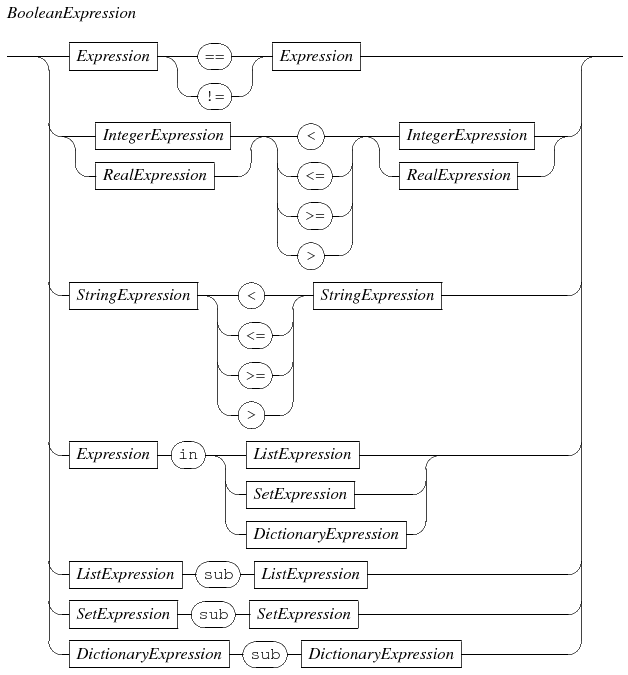 BooleanExpression
Expression == Expression
!=
IntegerExpression < IntegerExpression
RealExpression <= RealExpression
>=
>
StringExpression < StringExpression
<=
>=
>
Expression in ListExpression
SetExpression
DictionaryExpression
ListExpression sub ListExpression
SetExpression sub SetExpression
DictionaryExpression sub DictionaryExpression